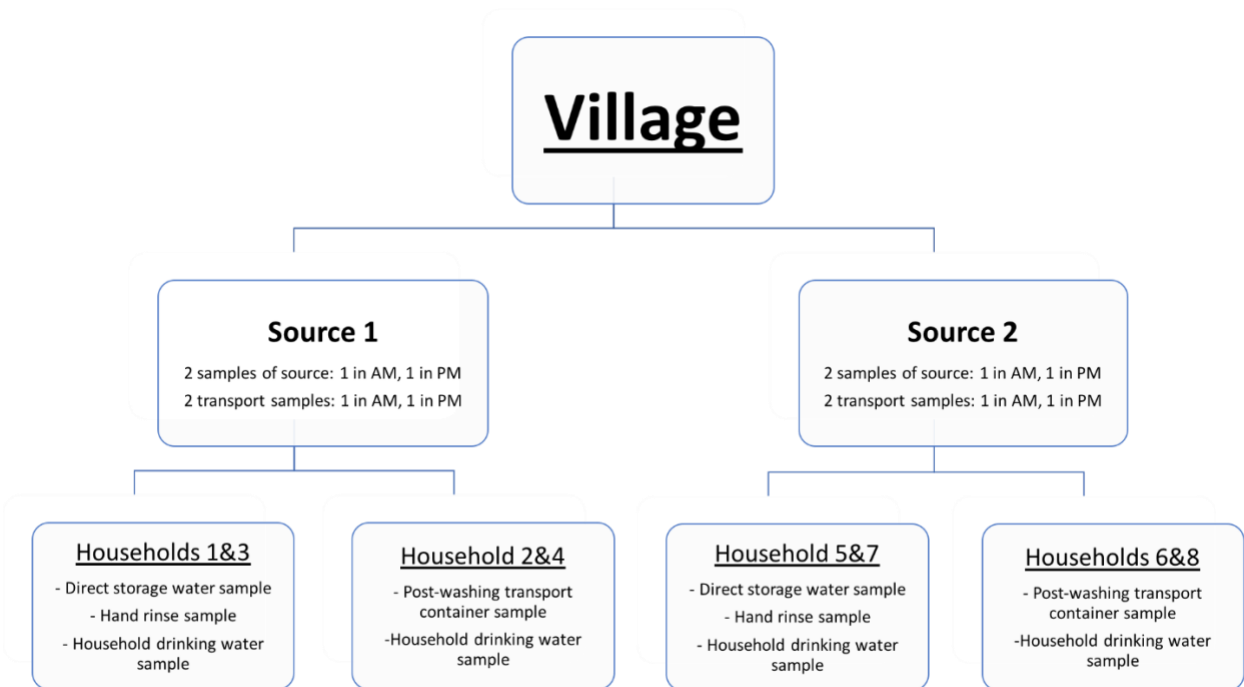 Village
Source 1
2 samples of source: 1 in AM, 1 in PM
2 transport samples: 1 in AM, 1 in PM
Source 2
2 samples of source: 1 in AM, 1 in PM
2 transport samples: 1 in AM, 1 in PM
Households 1&3
- Direct storage water sample
- Hand rinse sample
- Household drinking water
sample
Household 2&4
- Post-washing transport
container sample
-Household drinking water
sample
Household 5&7
- Direct storage water sample
- Hand rinse sample
- Household drinking water
sample
Households 6&8
- Post-washing transport
container sample
-Household drinking water
sample